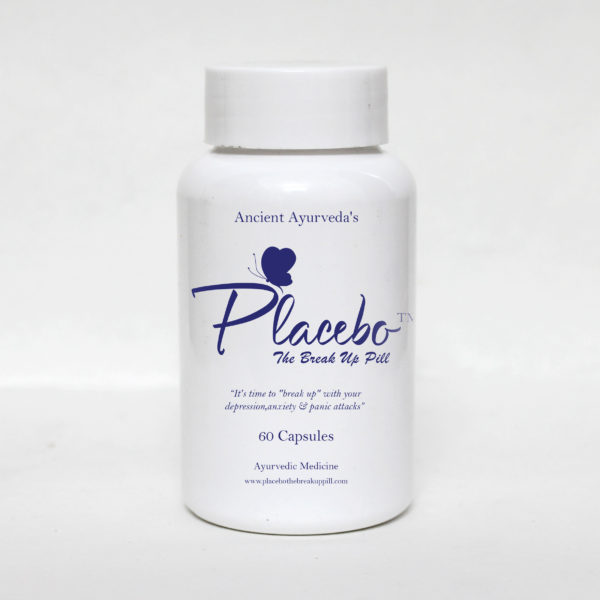 Ancient Ayurveda's
Placebo™
The Break Up Pill
“It's time to "break up" with your
depression,anxiety & panic attacks"
60 Capsules
Ayurvedic Medicine
www.placebothebreakuppill.com